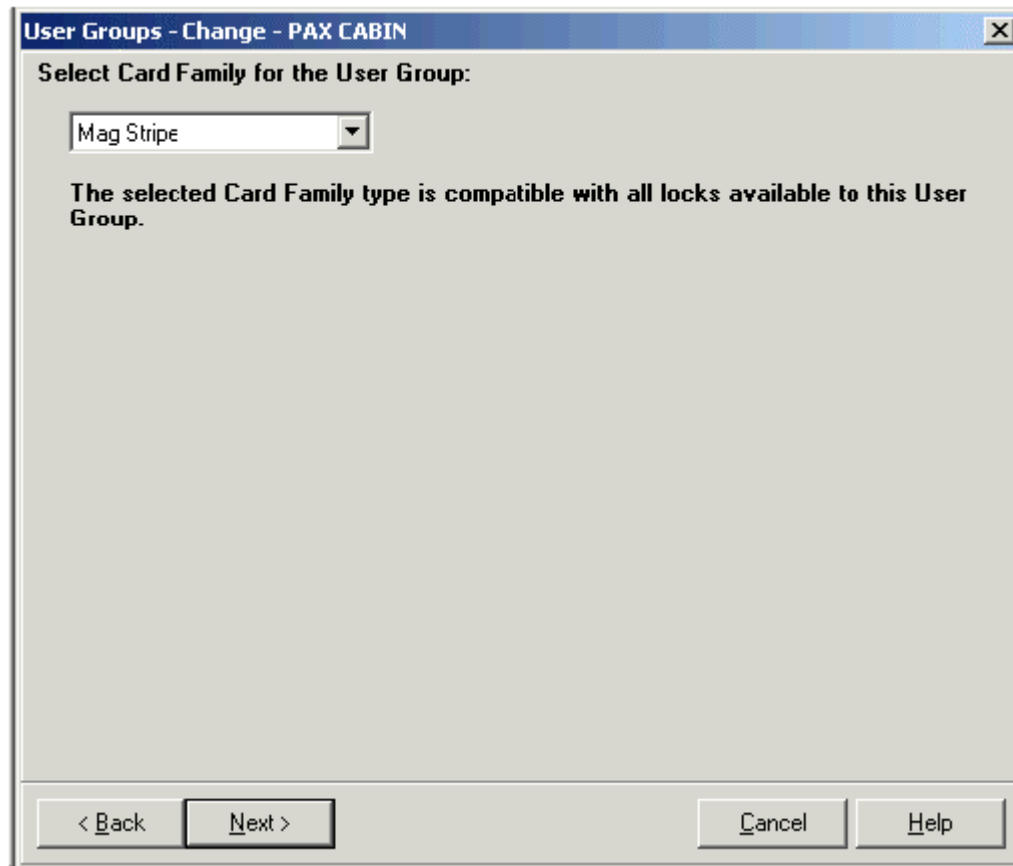 User Groups - Change - PAX CABIN
Select Card Family for the User Group:
Mag Stripe
The selected Card Family type is compatible with all locks available to this User
Group.
< Back Next > Cancel Help